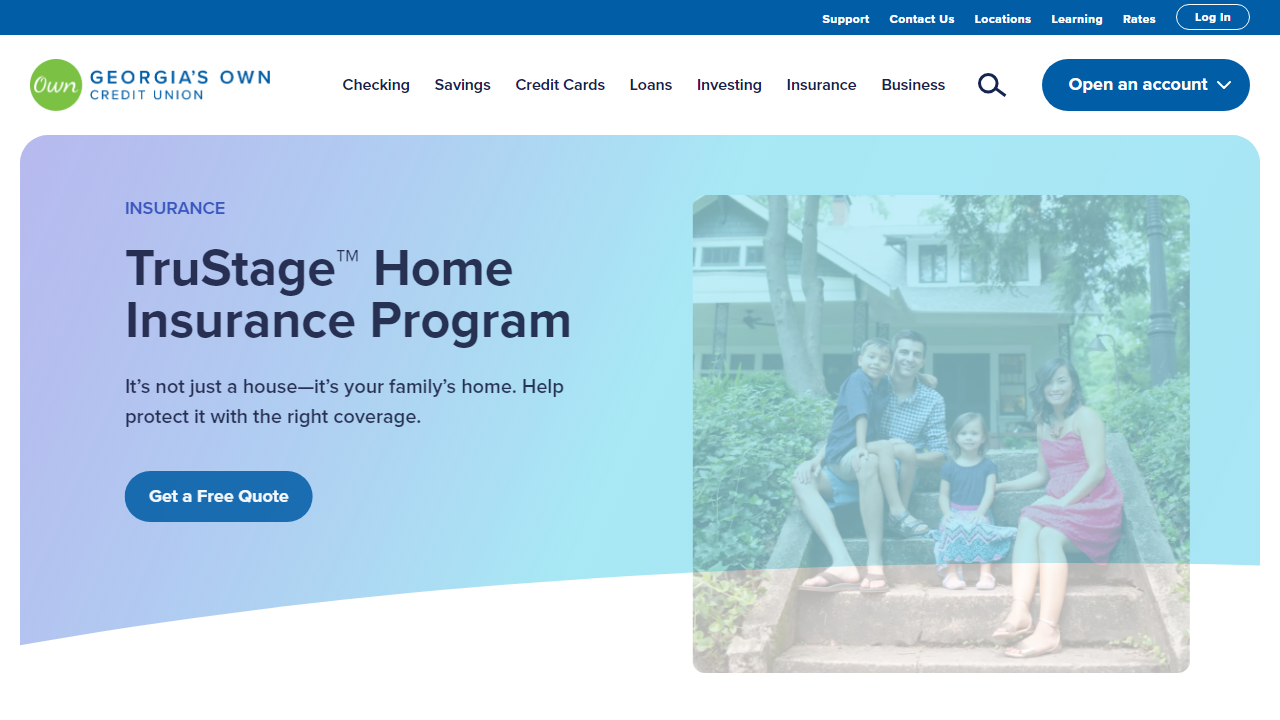 Support Contact Us Locations Learning Rates Log In
Own GEORGIA'S OWN
CREDIT UNION
Checking Savings Credit Cards Loans Investing Insurance Business Open an account
INSURANCE
TruStage™ Home
Insurance Program
It’s not just a house—it’s your family’s home. Help
protect it with the right coverage.
Get a Free Quote